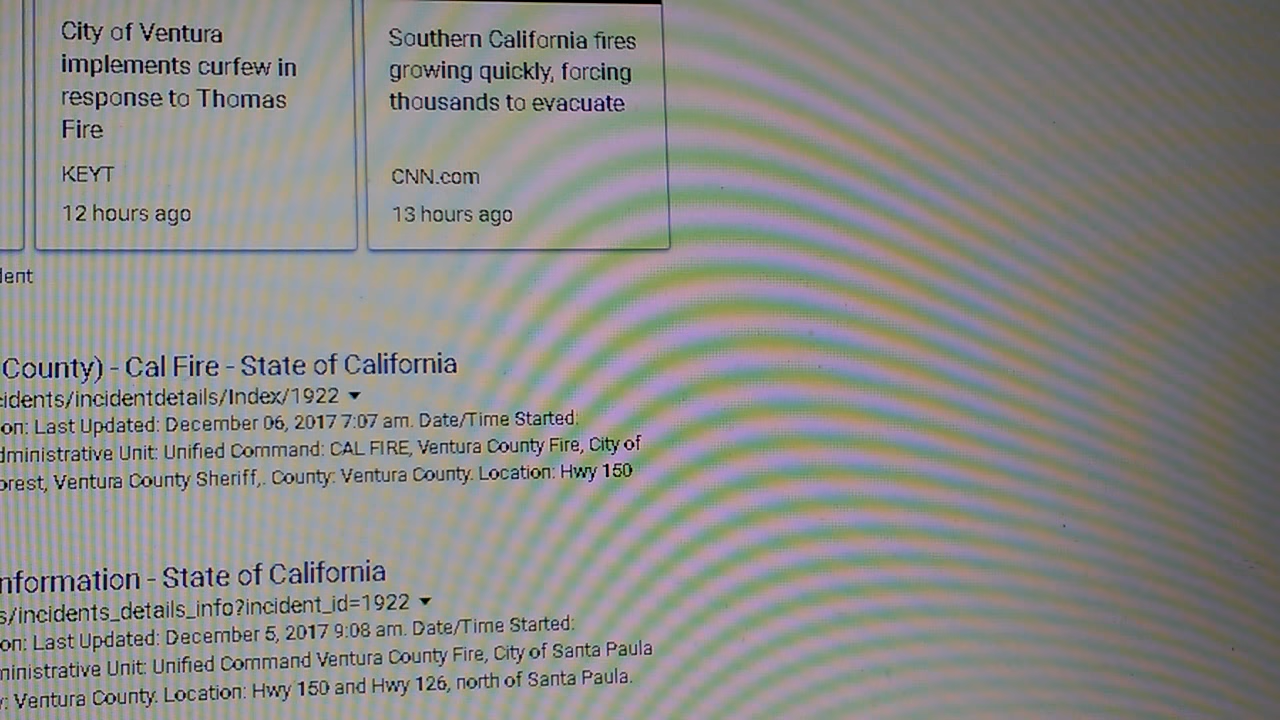 City of Ventura
implements curfew in
response to Thomas
Fire
KEYT
12 hours ago
Southern California fires
growing quickly, forcing
thousands to evacuate
CNN.com
13 hours ago
County) - Cal Fire - State of California
cidents/incidentdetails/Index/1922
on: Last Updated: December 06, 2017 7:07 am. Date/Time Started:
dministrative Unit: Unified Command: CAL FIRE, Ventura County Fire, City of
orest, Ventura County Sheriff,. County: Ventura County. Location: Hwy 150
nformation - State of California
s/incidents_details_info?incident_id=1922
on: Last Updated: December 5, 2017 9:08 am. Date/Time Started:
ministrative Unit: Unified Command Ventura County Fire, City of Santa Paula
: Ventura County. Location: Hwy 150 and Hwy 126, north of Santa Paula.